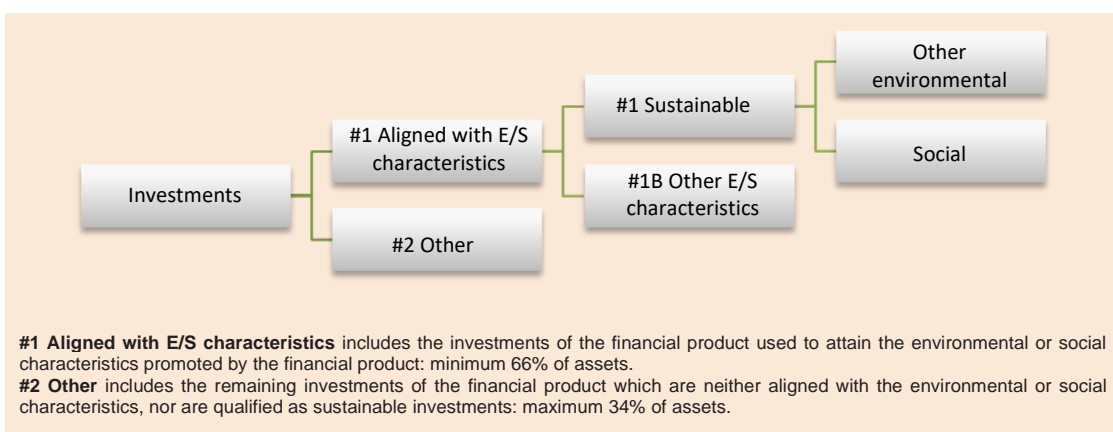 Other
environmental
#1 Sustainable
#1 Aligned with E/S
characteristics
Social
Investments
#1B Other E/S
characteristics
#2 Other
#1 Aligned with E/S characteristics includes the investments of the financial product used to attain the environmental or social
characteristics promoted by the financial product: minimum 66% of assets.
#2 Other includes the remaining investments of the financial product which are neither aligned with the environmental or social
characteristics, nor are qualified as sustainable investments: maximum 34% of assets.